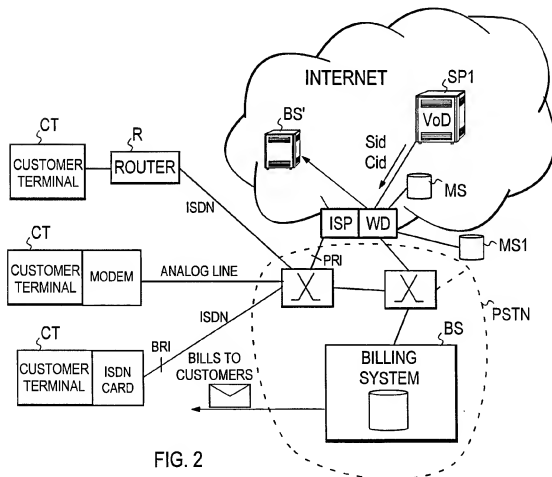 INTERNET
SP1
VoD
BS'
Sid
Cid
MS
CT
R
CUSTOMER
TERMINAL
ROUTER
ISDN
ISP
WD
MS1
CT
PRI
CUSTOMER
TERMINAL
MODEM
ANALOG LINE
PSTN
CT
ISDN
BRI
CUSTOMER
TERMINAL
ISDN
CARD
BILLS TO
CUSTOMERS
BS
BILLING
SYSTEM
FIG. 2